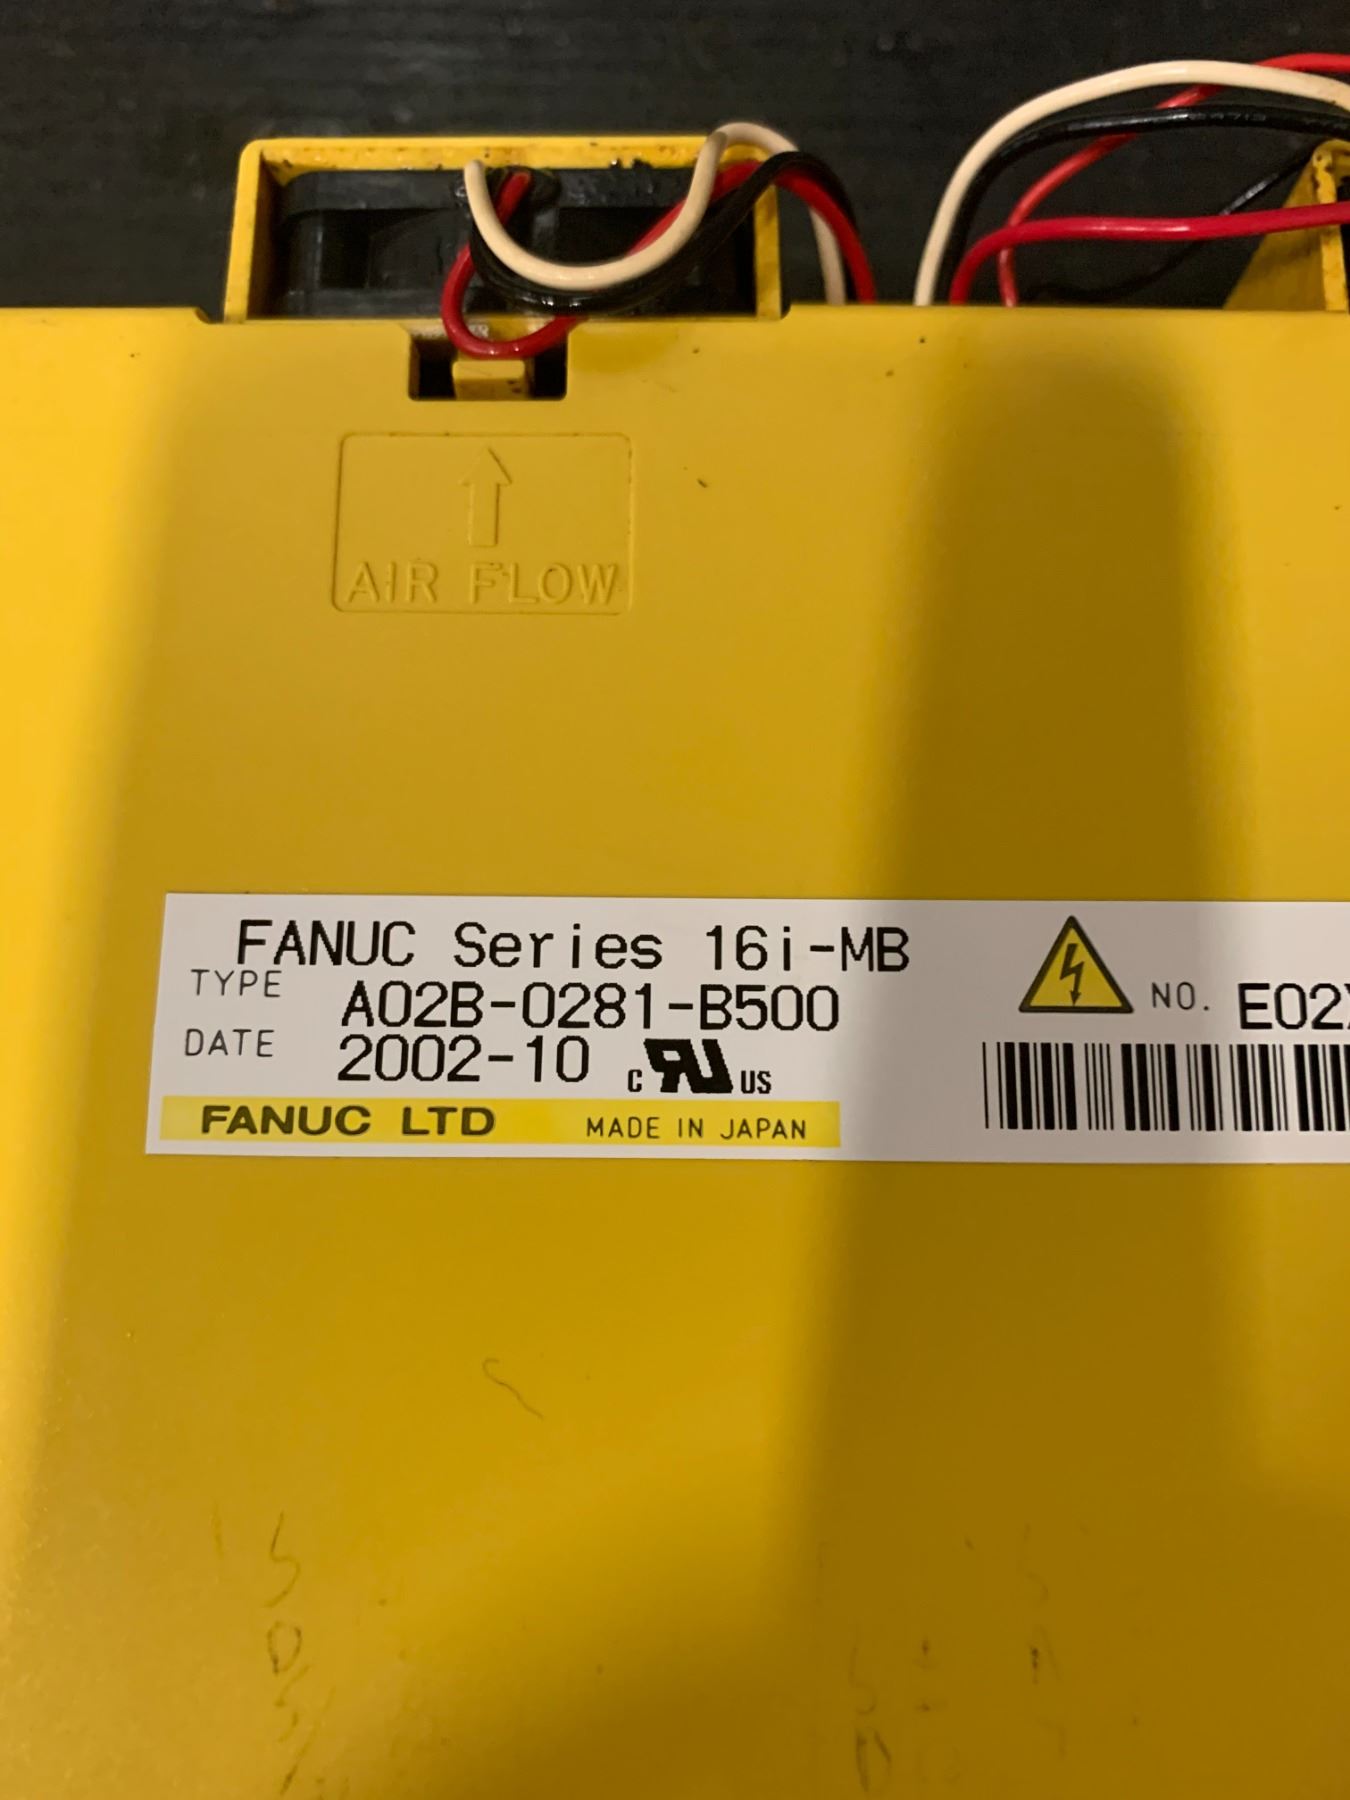 AIR FLOW
FANUC Series 16i-MB
TYPE A02B-0281-B500
DATE 2002-10 c RU US
NO. E02
FANUC LTD MADE IN JAPAN
S
D
S
D